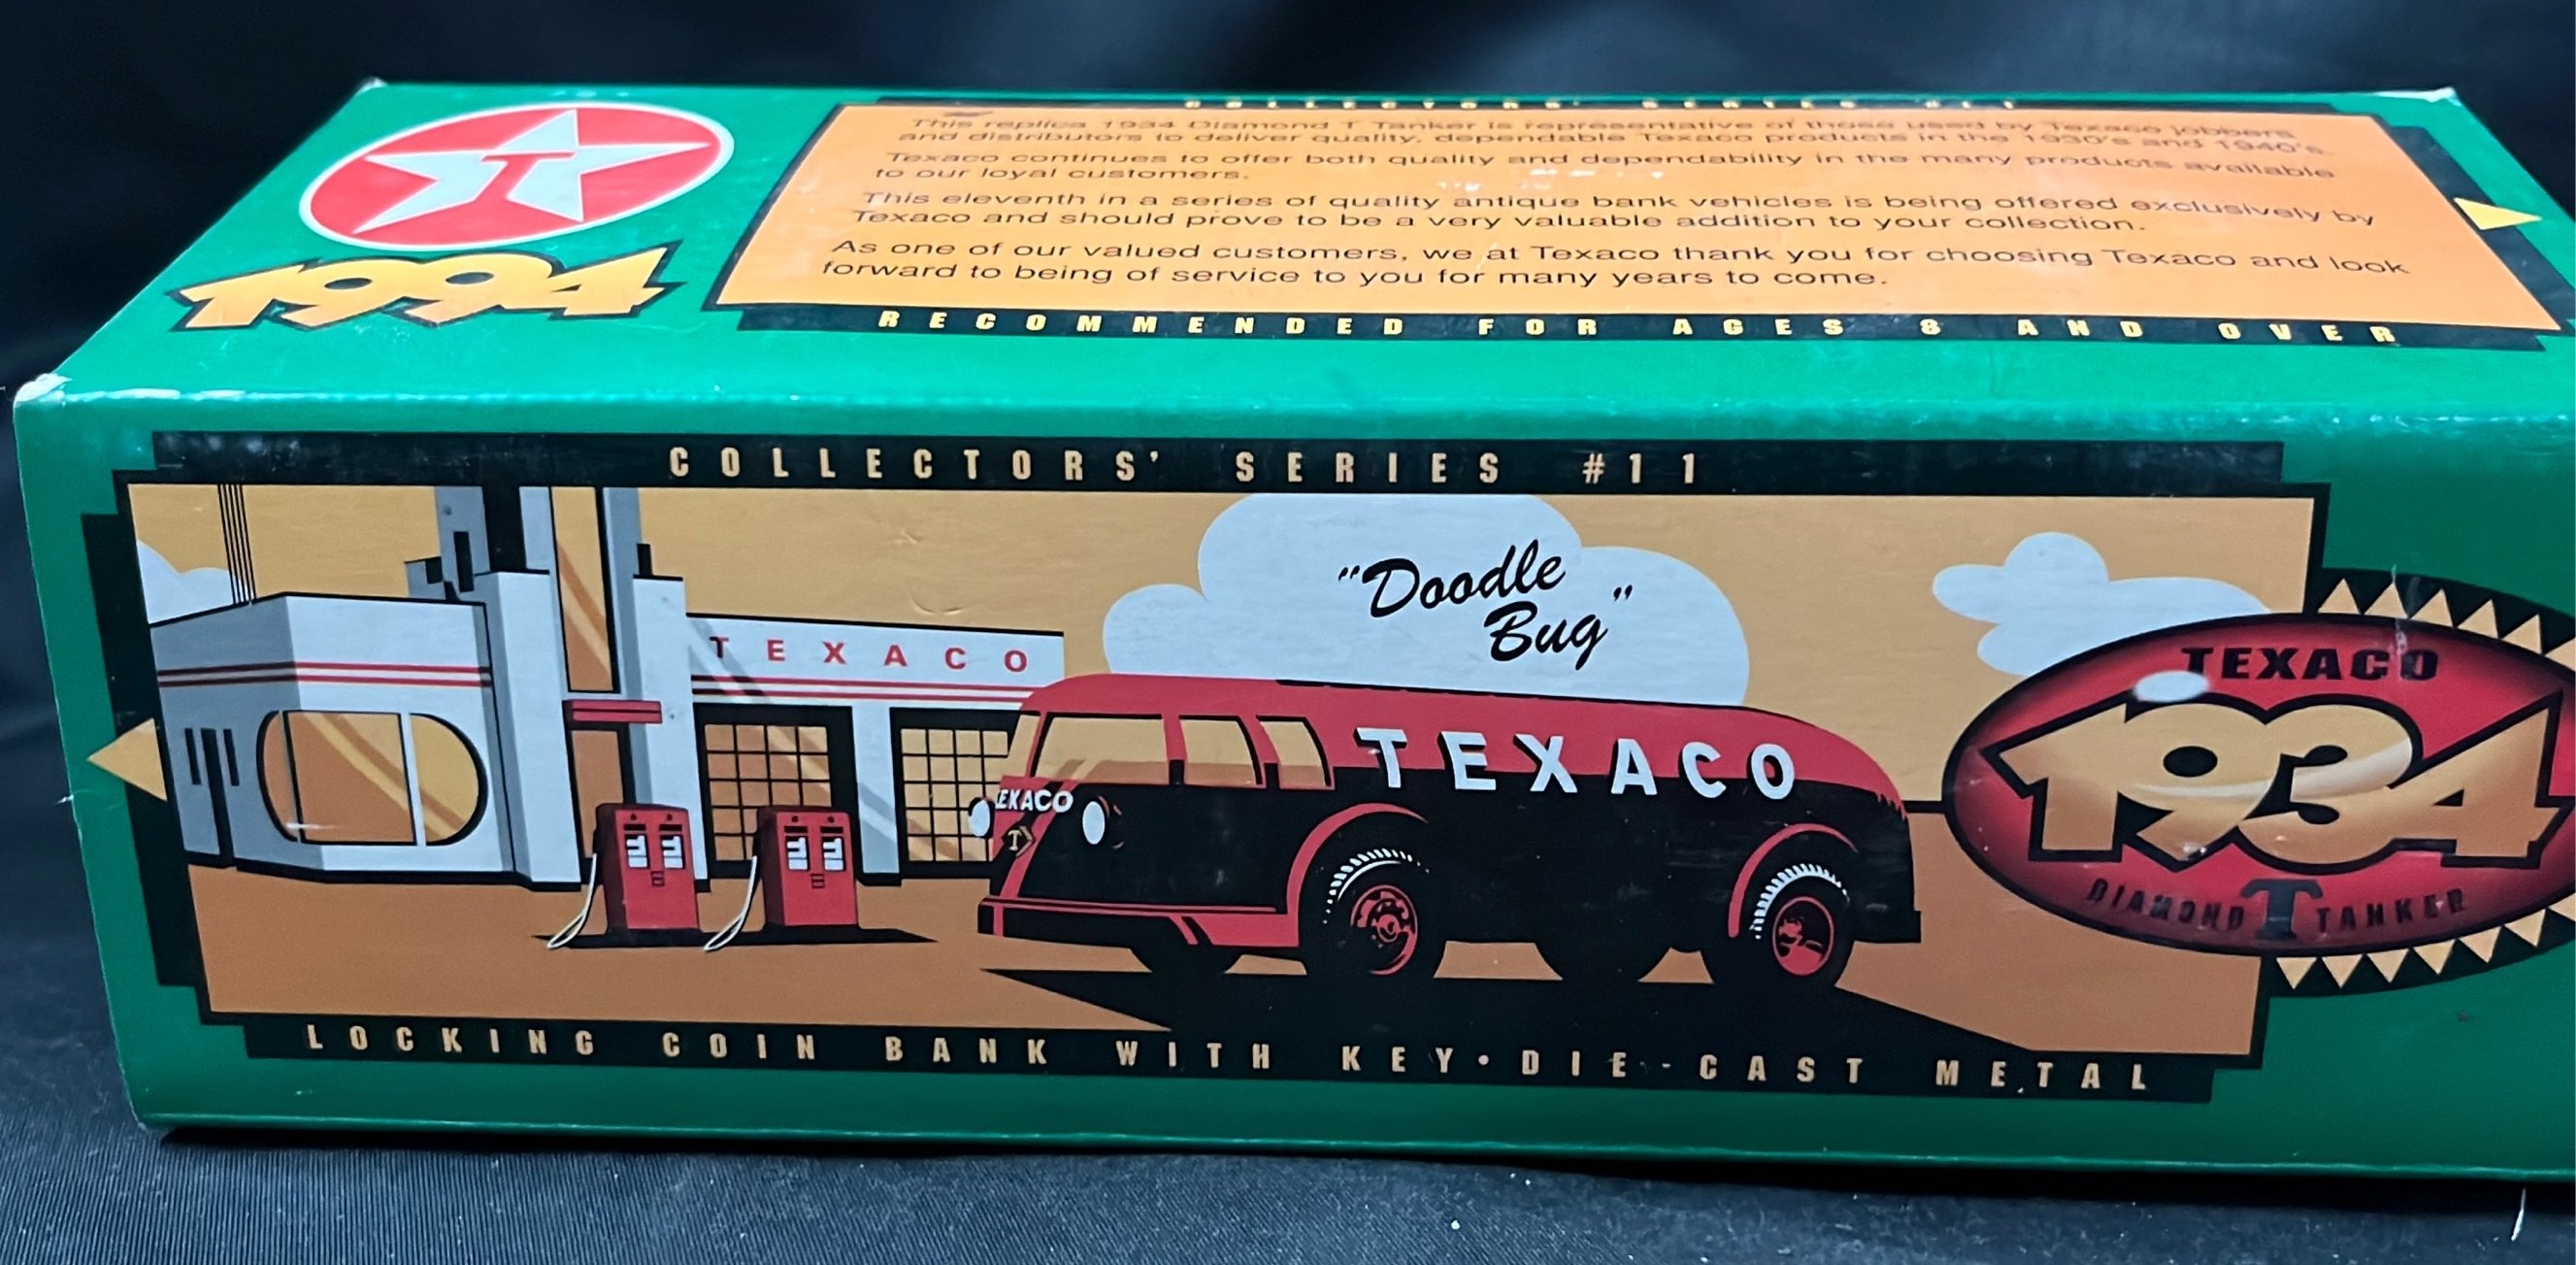 T
1994
COLLECTORS' SERIES #11
This replica 1934 Diamond T Tanker is representative of those used by Texaco jobbers
and distributors to deliver quality, dependable Texaco products in the 1930's and 1940's.
Texaco continues to offer both quality and dependability in the many products available
to our loyal customers.
This eleventh in a series of quality antique bank vehicles is being offered exclusively by
Texaco and should prove to be a very valuable addition to your collection.
As one of our valued customers, we at Texaco thank you for choosing Texaco and look
forward to being of service to you for many years to come.
RECOMMENDED FOR AGES 8 AND OVER
COLLECTORS' SERIES #11
"Doodle
Bug"
TEXACO
TEXACO
EXACO
T
TEXACO
1934
DIAMOND T TANKER
LOCKING COIN BANK WITH KEY•DIE-CAST METAL